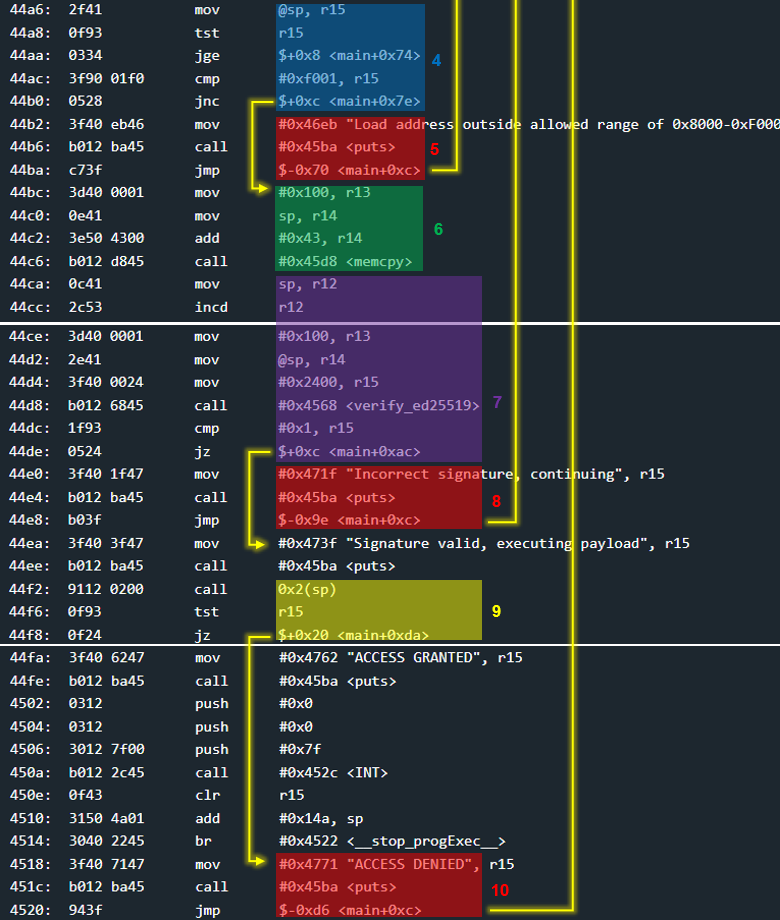 44a6: 2f41 mov @sp, r15
44a8: 0f93 tst r15
44aa: 0334 jge $+0x8 <main+0x74> 4
44ac: 3f90 01f0 cmp #0xf001, r15
44b0: 0528 jnc $+0xc <main+0x7e>
44b2: 3f40 eb46 mov #0x46eb "Load address outside allowed range of 0x8000-0xF000
44b6: b012 ba45 call #0x45ba <puts> 5
44ba: c73f jmp $-0x70 <main+0xc>
44bc: 3d40 0001 mov #0x100, r13
44c0: 0e41 mov sp, r14
44c2: 3e50 4300 add #0x43, r14 6
44c6: b012 d845 call #0x45d8 <memcpy>
44ca: 0c41 mov sp, r12
44cc: 2c53 incd r12
44ce: 3d40 0001 mov #0x100, r13
44d2: 2e41 mov @sp, r14
44d4: 3f40 0024 mov #0x2400, r15
44d8: b012 6845 call #0x4568 <verify_ed25519> 7
44dc: 1f93 cmp #0x1, r15
44de: 0524 jz $+0xc <main+0xac>
44e0: 3f40 1f47 mov #0x471f "Incorrect signature, continuing", r15
44e4: b012 ba45 call #0x45ba <puts> 8
44e8: b03f jmp $-0x9e <main+0xc>
44ea: 3f40 3f47 mov #0x473f "Signature valid, executing payload", r15
44ee: b012 ba45 call #0x45ba <puts>
44f2: 9112 0200 call 0x2(sp)
44f6: 0f93 tst r15 9
44f8: 0f24 jz $+0x20 <main+0xda>
44fa: 3f40 6247 mov #0x4762 "ACCESS GRANTED", r15
44fe: b012 ba45 call #0x45ba <puts>
4502: 0312 push #0x0
4504: 0312 push #0x0
4506: 3012 7f00 push #0x7f
450a: b012 2c45 call #0x452c <INT>
450e: 0f43 clr r15
4510: 3150 4a01 add #0x14a, sp
4514: 3040 2245 br #0x4522 <__stop_progExec__>
4518: 3f40 7147 mov #0x4771 "ACCESS DENIED", r15
451c: b012 ba45 call #0x45ba <puts> 10
4520: 943f jmp $-0xd6 <main+0xc>